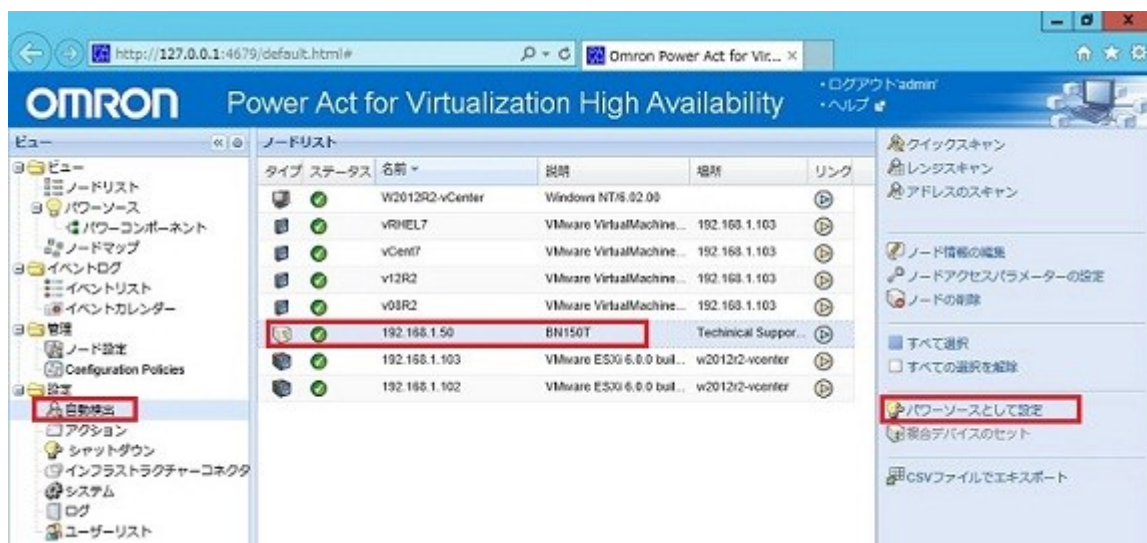 http://127.0.0.1:4679/default.html#
Omron Power Act for Vir...
OMRON
Power Act for Virtualization High Availability
・ログアウト'admin'
・ヘルプ
ビュー
ビュー
ノードリスト
パワーソース
パワーコンポーネント
ノードマップ
イベントログ
イベントリスト
イベントカレンダー
管理
ノード設定
Configuration Policies
設定
自動検出
アクション
シャットダウン
インフラストラクチャーコネクタ
システム
ログ
ユーザーリスト
ノードリスト
タイプ ステータス 名前 説明 場所 リンク
W2012R2-vCenter Windows NT/6.02.00
vRHEL7 VMware VirtualMachine... 192.168.1.103
vCent7 VMware VirtualMachine... 192.168.1.103
v12R2 VMware VirtualMachine... 192.168.1.103
v08R2 VMware VirtualMachine... 192.168.1.103
192.168.1.50 BN150T Techinical Suppor...
192.168.1.103 VMware ESXi 6.0.0 buil... w2012r2-vcenter
192.168.1.102 VMware ESXi 6.0.0 buil... w2012r2-vcenter
クイックスキャン
レンジスキャン
アドレスのスキャン
ノード情報の編集
ノードアクセスパラメーターの設定
ノードの削除
すべて選択
すべての選択を解除
パワーソースとして設定
複合デバイスのセット
CSVファイルでエキスポート